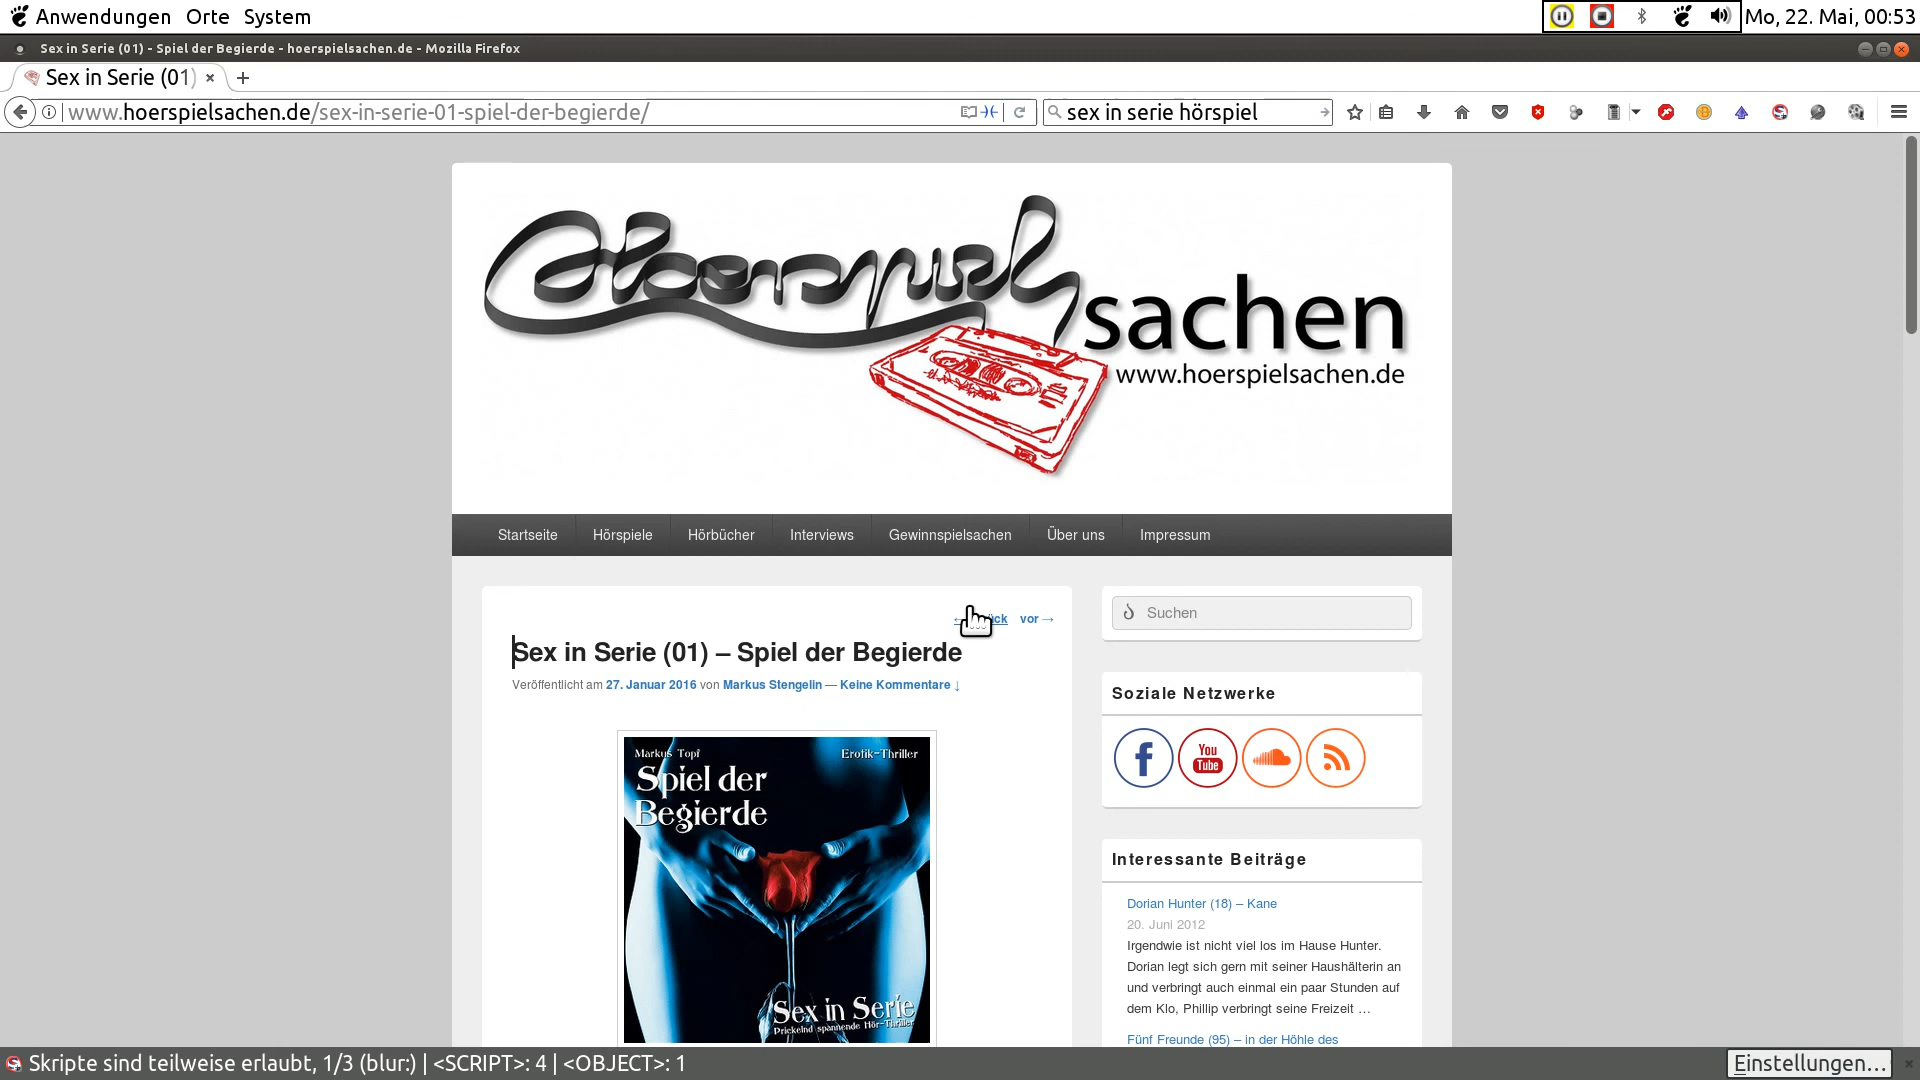 Anwendungen Orte System
Mo, 22. Mai, 00:53
Sex in Serie (01) - Spiel der Begierde - hoerspielsachen.de - Mozilla Firefox
Sex in Serie (01)
www.hoerspielsachen.de/sex-in-serie-01-spiel-der-begierde/
sex in serie hörspiel
Hoerspiel
sachen
www.hoerspielsachen.de
Startseite Hörspiele Hörbücher Interviews Gewinnspielsachen Über uns Impressum
vor →
Sex in Serie (01) – Spiel der Begierde
Veröffentlicht am 27. Januar 2016 von Markus Stengelin — Keine Kommentare ↓
Markus Topf Erotik-Thriller
Spiel der
Begierde
Sex in Serie
Prickelnd spannende Hör-Thriller
Suchen
Soziale Netzwerke
You
Tube
Interessante Beiträge
Dorian Hunter (18) – Kane
20. Juni 2012
Irgendwie ist nicht viel los im Hause Hunter.
Dorian legt sich gern mit seiner Haushälterin an
und verbringt auch einmal ein paar Stunden auf
dem Klo, Phillip verbringt seine Freizeit …
Fünf Freunde (95) – in der Höhle des
Skripte sind teilweise erlaubt, 1/3 (blur:) | <SCRIPT>: 4 | <OBJECT>: 1
Einstellungen…